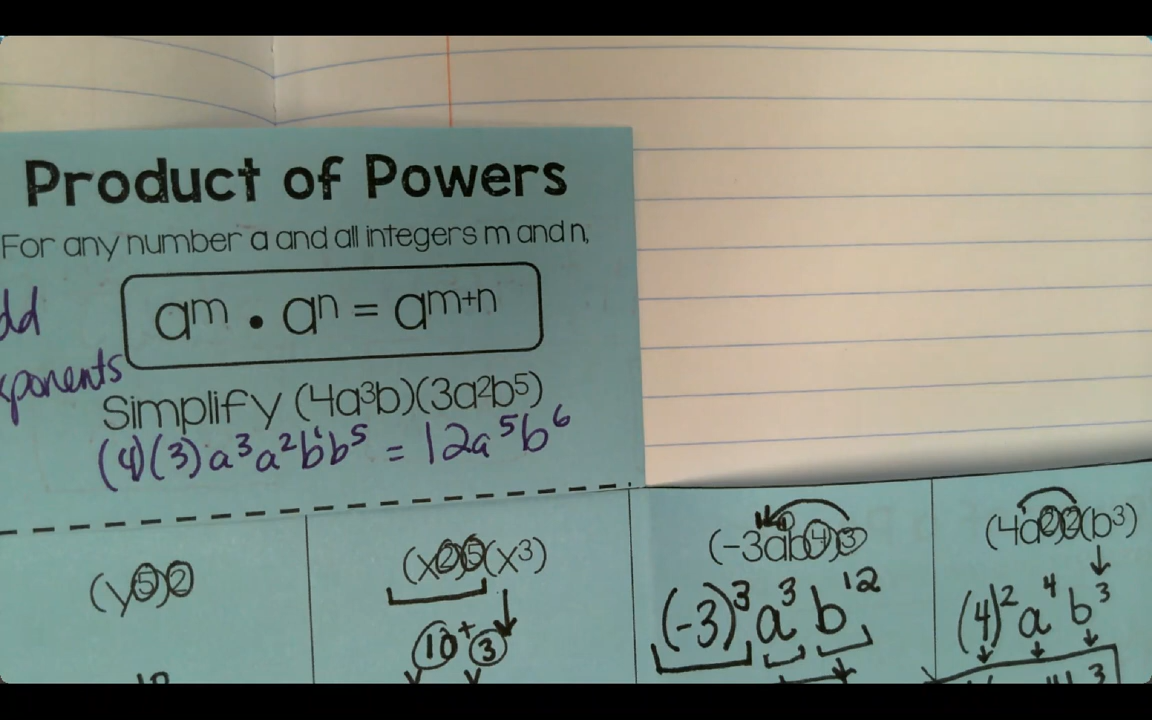 Product of Powers
For any number a and all integers m and n,
aᵐ • aⁿ = aᵐ⁺ⁿ
Simplify (4a³b)(3a²b⁵)
(4)(3)a³a²b¹b⁵ = 12a⁵b⁶
(y⁵)²
(x²)⁵(x³)
10 + 3
(-3ab⁴)³
(-3)³ a³ b¹²
(4a²)²(b³)
(4)² a⁴ b³